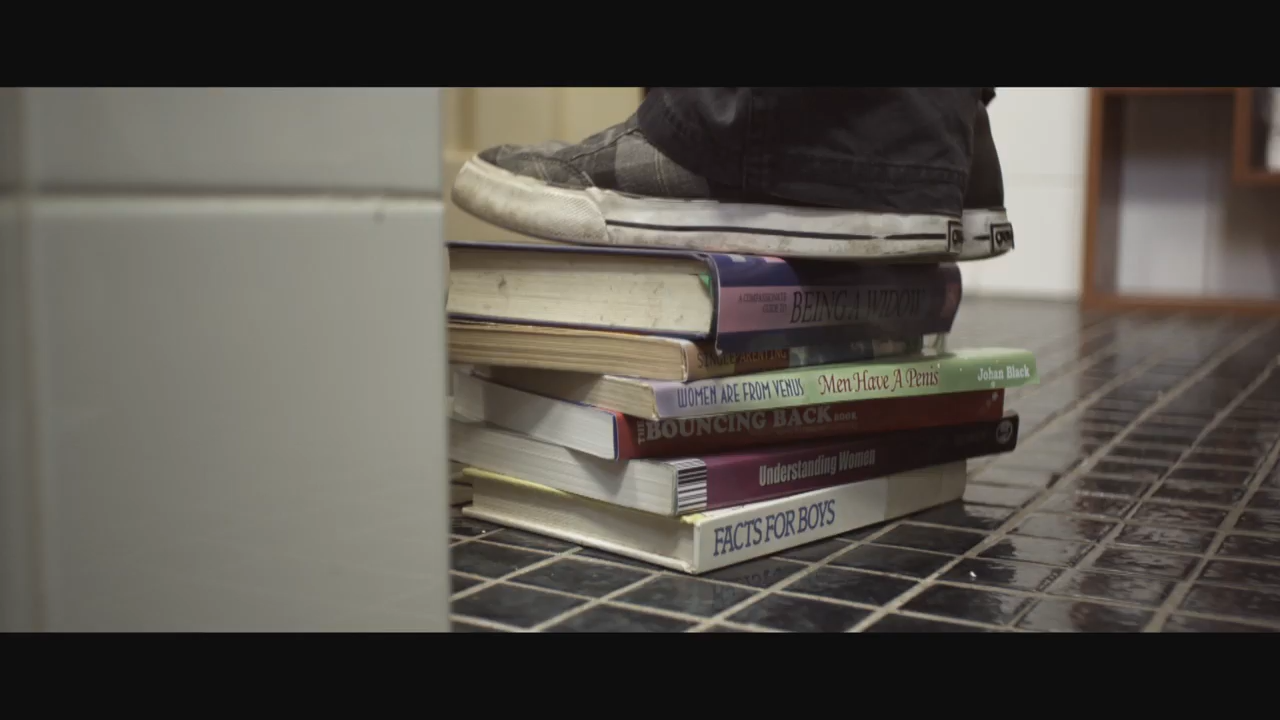 A COMPASSIONATE
GUIDE TO
BEING A WIDOW
WOMEN ARE FROM VENUS Men Have A Penis Johan Black
THE BOUNCING BACK BOOK
Understanding Women
FACTS FOR BOYS